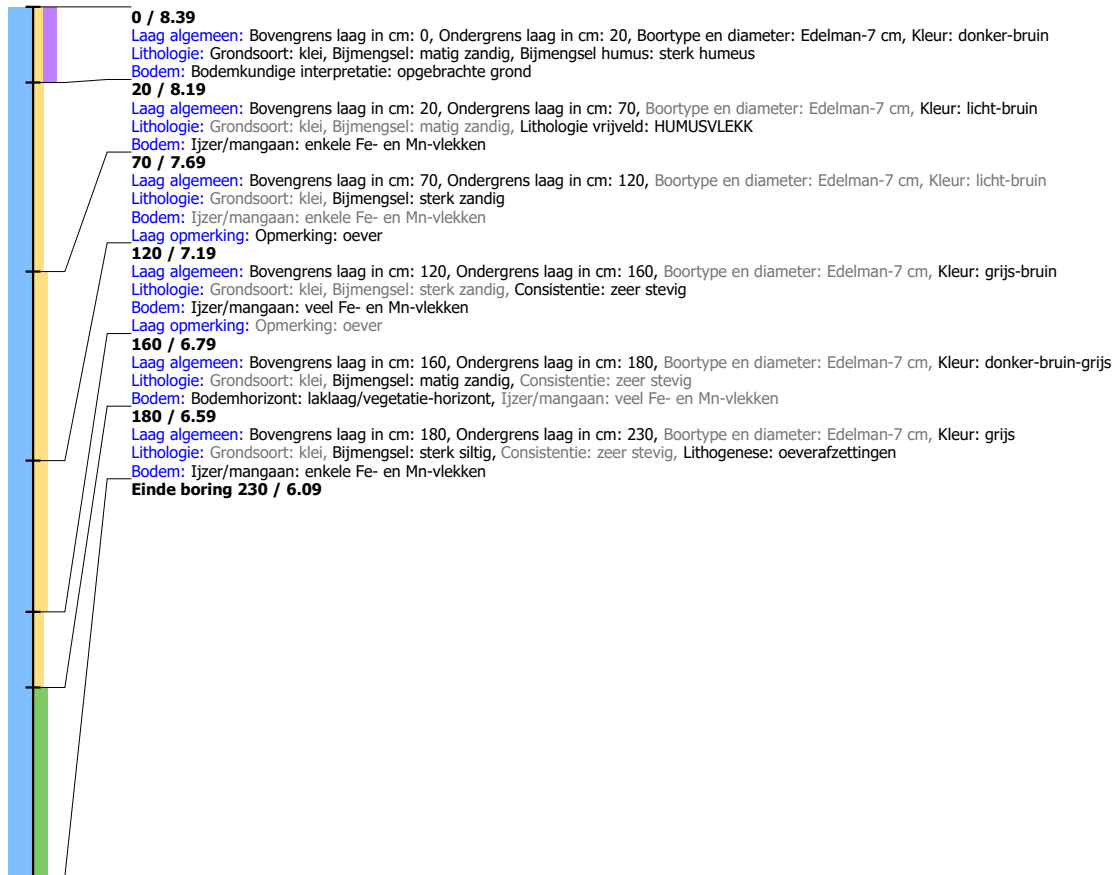 0 / 8.39
Laag algemeen: Bovengrens laag in cm: 0, Ondergrens laag in cm: 20, Boortype en diameter: Edelman-7 cm, Kleur: donker-bruin
Lithologie: Grondsoort: klei, Bijmengsel: matig zandig, Bijmengsel humus: sterk humeus
Bodem: Bodemkundige interpretatie: opgebrachte grond
20 / 8.19
Laag algemeen: Bovengrens laag in cm: 20, Ondergrens laag in cm: 70, Boortype en diameter: Edelman-7 cm, Kleur: licht-bruin
Lithologie: Grondsoort: klei, Bijmengsel: matig zandig, Lithologie vrijveld: HUMUSVLEKK
Bodem: Ijzer/mangaan: enkele Fe- en Mn-vlekken
70 / 7.69
Laag algemeen: Bovengrens laag in cm: 70, Ondergrens laag in cm: 120, Boortype en diameter: Edelman-7 cm, Kleur: licht-bruin
Lithologie: Grondsoort: klei, Bijmengsel: sterk zandig
Bodem: Ijzer/mangaan: enkele Fe- en Mn-vlekken
Laag opmerking: Opmerking: oever
120 / 7.19
Laag algemeen: Bovengrens laag in cm: 120, Ondergrens laag in cm: 160, Boortype en diameter: Edelman-7 cm, Kleur: grijs-bruin
Lithologie: Grondsoort: klei, Bijmengsel: sterk zandig, Consistentie: zeer stevig
Bodem: Ijzer/mangaan: veel Fe- en Mn-vlekken
Laag opmerking: Opmerking: oever
160 / 6.79
Laag algemeen: Bovengrens laag in cm: 160, Ondergrens laag in cm: 180, Boortype en diameter: Edelman-7 cm, Kleur: donker-bruin-grijs
Lithologie: Grondsoort: klei, Bijmengsel: matig zandig, Consistentie: zeer stevig
Bodem: Bodemhorizont: laklaag/vegetatie-horizont, Ijzer/mangaan: veel Fe- en Mn-vlekken
180 / 6.59
Laag algemeen: Bovengrens laag in cm: 180, Ondergrens laag in cm: 230, Boortype en diameter: Edelman-7 cm, Kleur: grijs
Lithologie: Grondsoort: klei, Bijmengsel: sterk siltig, Consistentie: zeer stevig, Lithogenese: oeverafzettingen
Bodem: Ijzer/mangaan: enkele Fe- en Mn-vlekken
Einde boring 230 / 6.09